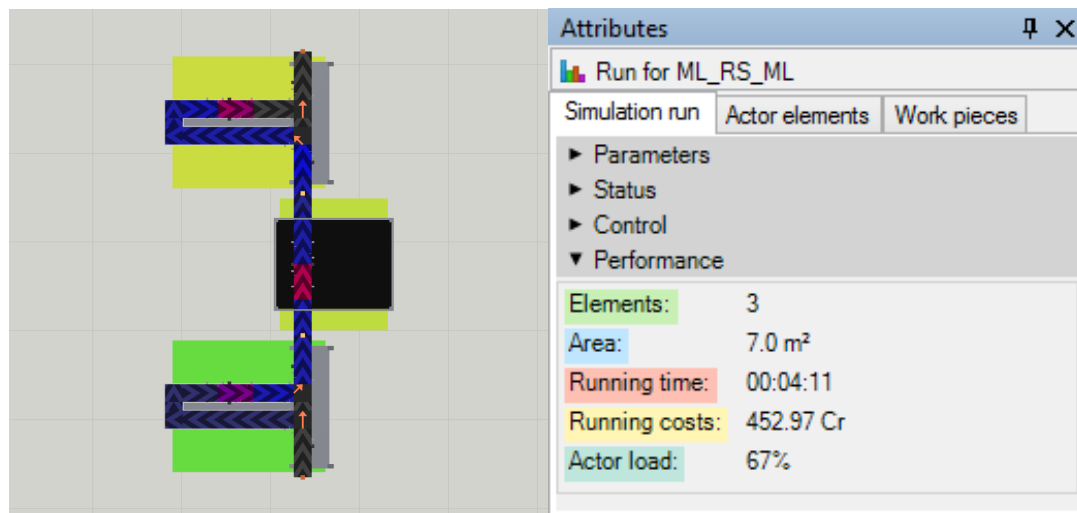 Attributes
Run for ML_RS_ML
Simulation run Actor elements Work pieces
Parameters
Status
Control
Performance
Elements: 3
Area: 7.0 m²
Running time: 00:04:11
Running costs: 452.97 Cr
Actor load: 67%